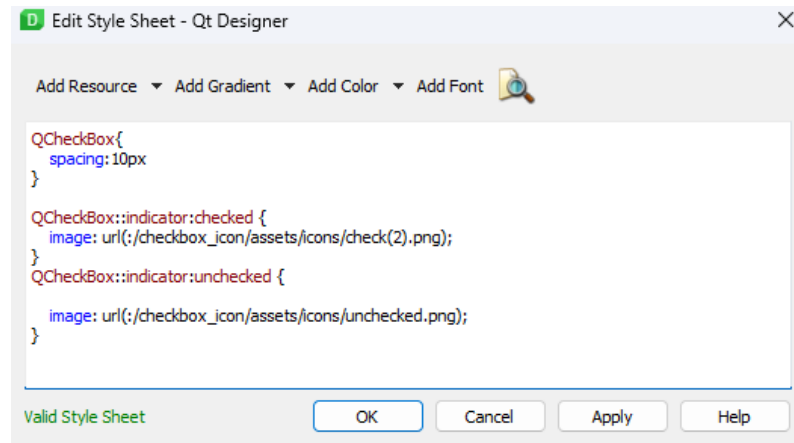 D Edit Style Sheet - Qt Designer
Add Resource Add Gradient Add Color Add Font
QCheckBox{
spacing:10px
}
QCheckBox::indicator:checked {
image: url(:/checkbox_icon/assets/icons/check(2).png);
}
QCheckBox::indicator:unchecked {
image: url(:/checkbox_icon/assets/icons/unchecked.png);
}
Valid Style Sheet OK Cancel Apply Help